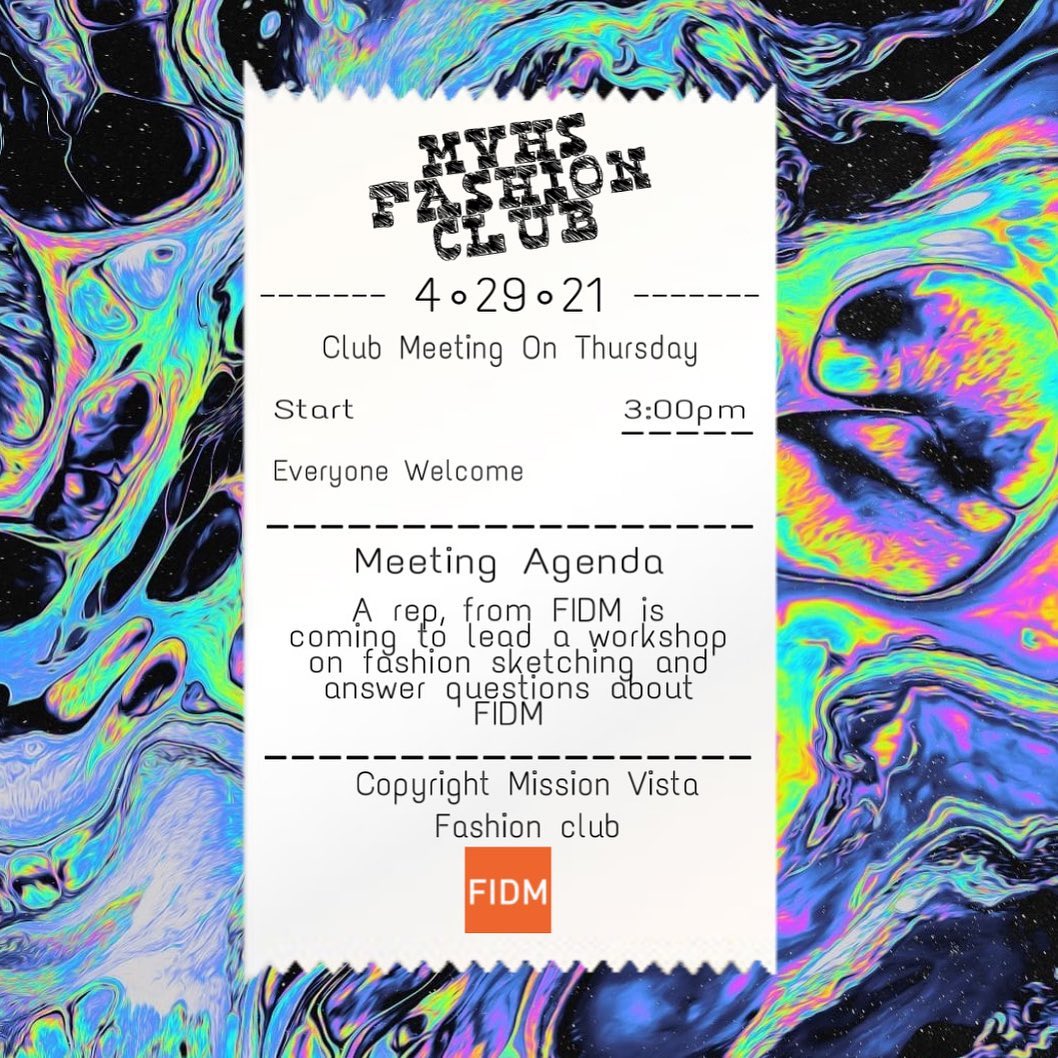 MVHS
FASHION
CLUB
------- 4∘29∘21 -------
Club Meeting On Thursday
Start 3:00pm
Everyone Welcome
Meeting Agenda
A rep, from FIDM is
coming to lead a workshop
on fashion sketching and
answer questions about
FIDM
Copyright Mission Vista
Fashion club
FIDM